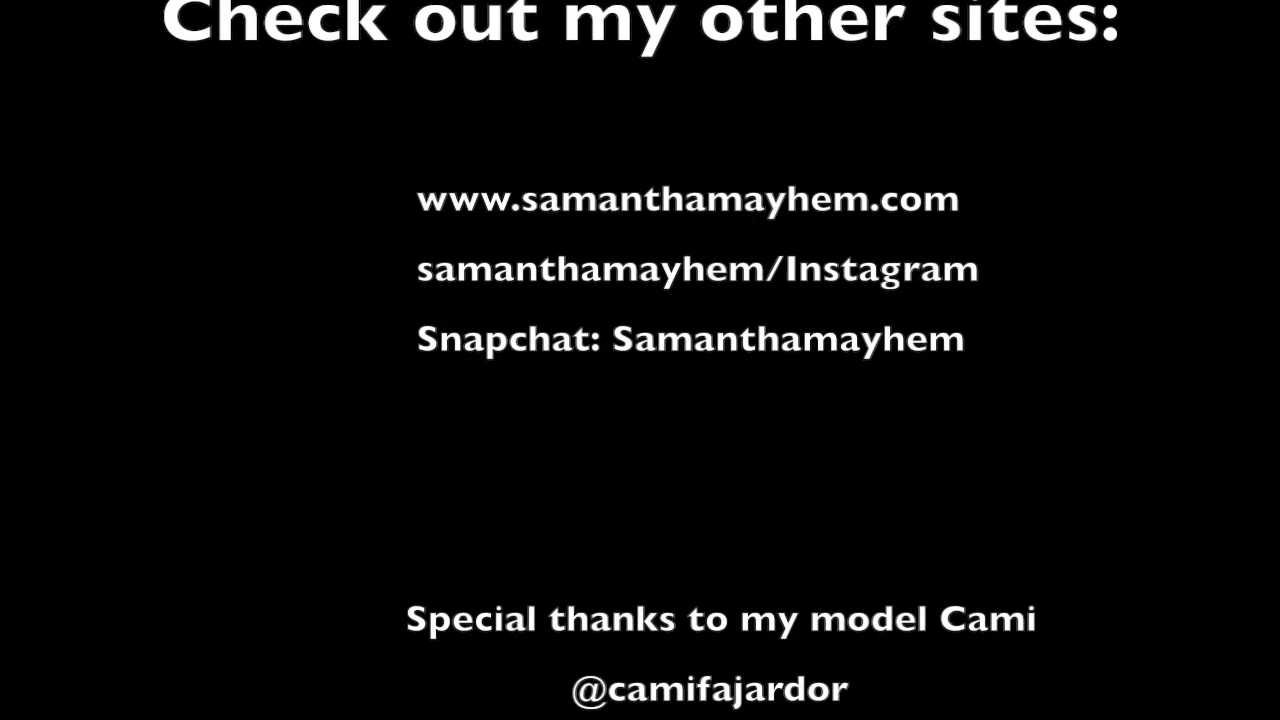 Check out my other sites:
www.samanthamayhem.com
samanthamayhem/Instagram
Snapchat: Samanthamayhem
Special thanks to my model Cami
@camifajardor